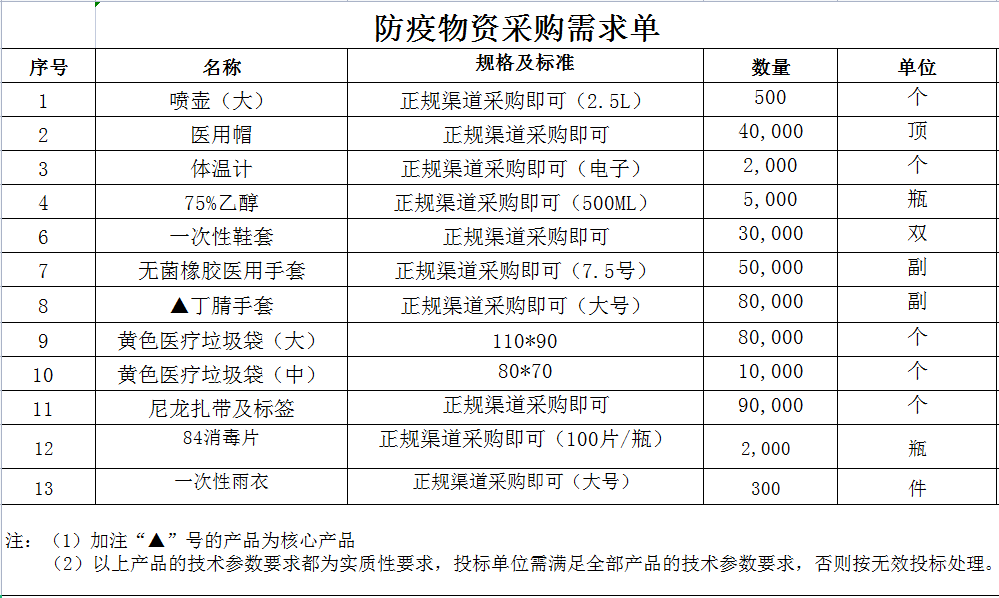 防疫物资采购需求单
序号 名称 规格及标准 数量 单位
1 喷壶（大） 正规渠道采购即可（2.5L） 500 个
2 医用帽 正规渠道采购即可 40,000 顶
3 体温计 正规渠道采购即可（电子） 2,000 个
4 75%乙醇 正规渠道采购即可（500ML） 5,000 瓶
6 一次性鞋套 正规渠道采购即可 30,000 双
7 无菌橡胶医用手套 正规渠道采购即可（7.5号） 50,000 副
8 ▲丁腈手套 正规渠道采购即可（大号） 80,000 副
9 黄色医疗垃圾袋（大） 110*90 80,000 个
10 黄色医疗垃圾袋（中） 80*70 10,000 个
11 尼龙扎带及标签 正规渠道采购即可 90,000 个
12 84消毒片 正规渠道采购即可（100片/瓶） 2,000 瓶
13 一次性雨衣 正规渠道采购即可（大号） 300 件
注：（1）加注“▲”号的产品为核心产品
（2）以上产品的技术参数要求都为实质性要求，投标单位需满足全部产品的技术参数要求，否则按无效投标处理。